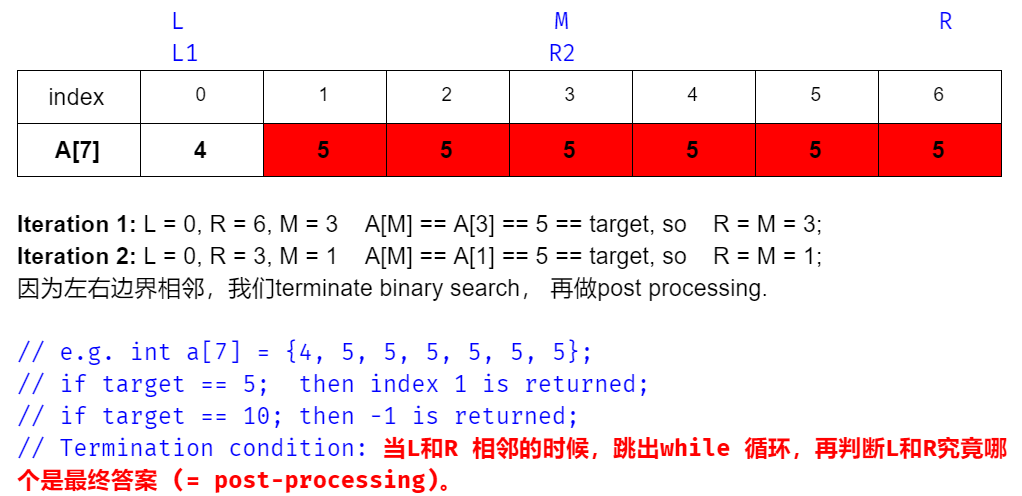 L M R
L1 R2
index 0 1 2 3 4 5 6
A[7] 4 5 5 5 5 5 5
Iteration 1: L = 0, R = 6, M = 3 A[M] == A[3] == 5 == target, so R = M = 3;
Iteration 2: L = 0, R = 3, M = 1 A[M] == A[1] == 5 == target, so R = M = 1;
因为左右边界相邻，我们terminate binary search， 再做post processing.
// e.g. int a[7] = {4, 5, 5, 5, 5, 5, 5};
// if target == 5; then index 1 is returned;
// if target == 10; then -1 is returned;
// Termination condition: 当L和R 相邻的时候，跳出while 循环，再判断L和R究竟哪
个是最终答案 (= post-processing)。